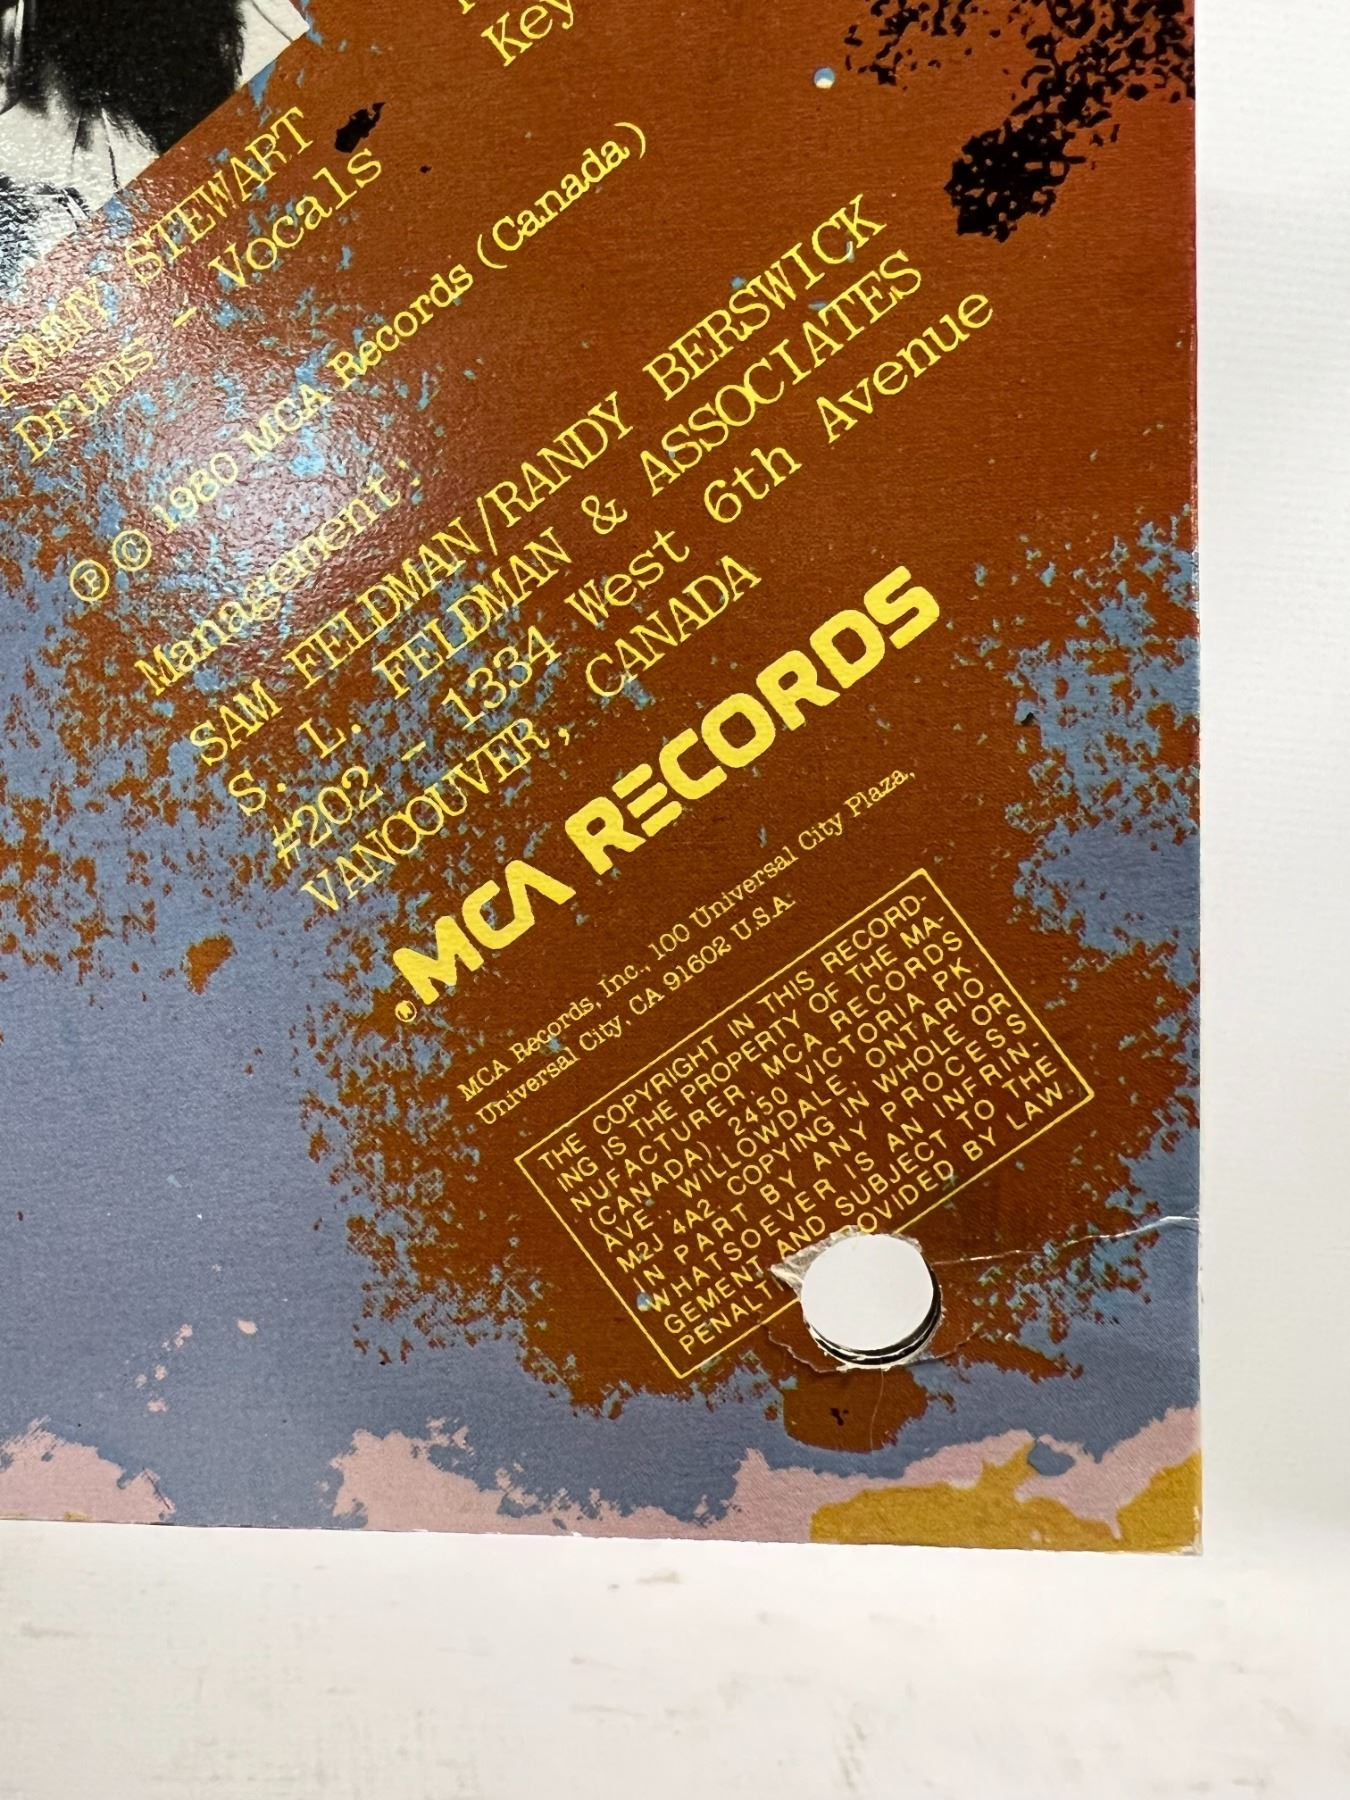 Key
TOMMY STEWART
Drums - Vocals
Ⓟ © 1980 MCA Records (Canada)
Management:
SAM FELDMAN/RANDY BERSWICK
S. L. FELDMAN & ASSOCIATES
#202 - 1334 West 6th Avenue
VANCOUVER, CANADA
MCA RECORDS
MCA Records, Inc., 100 Universal City Plaza,
Universal City, CA 91602 U.S.A.
THE COPYRIGHT IN THIS RECORD-
ING IS THE PROPERTY OF THE MA-
NUFACTURER, MCA RECORDS
(CANADA), 2450 VICTORIA PK.
AVE., WILLOWDALE, ONTARIO
M2J 4A2. COPYING IN WHOLE OR
IN PART BY ANY PROCESS
WHATSOEVER IS AN INFRIN-
GEMENT AND SUBJECT TO THE
PENALTI OVIDED BY LAW.